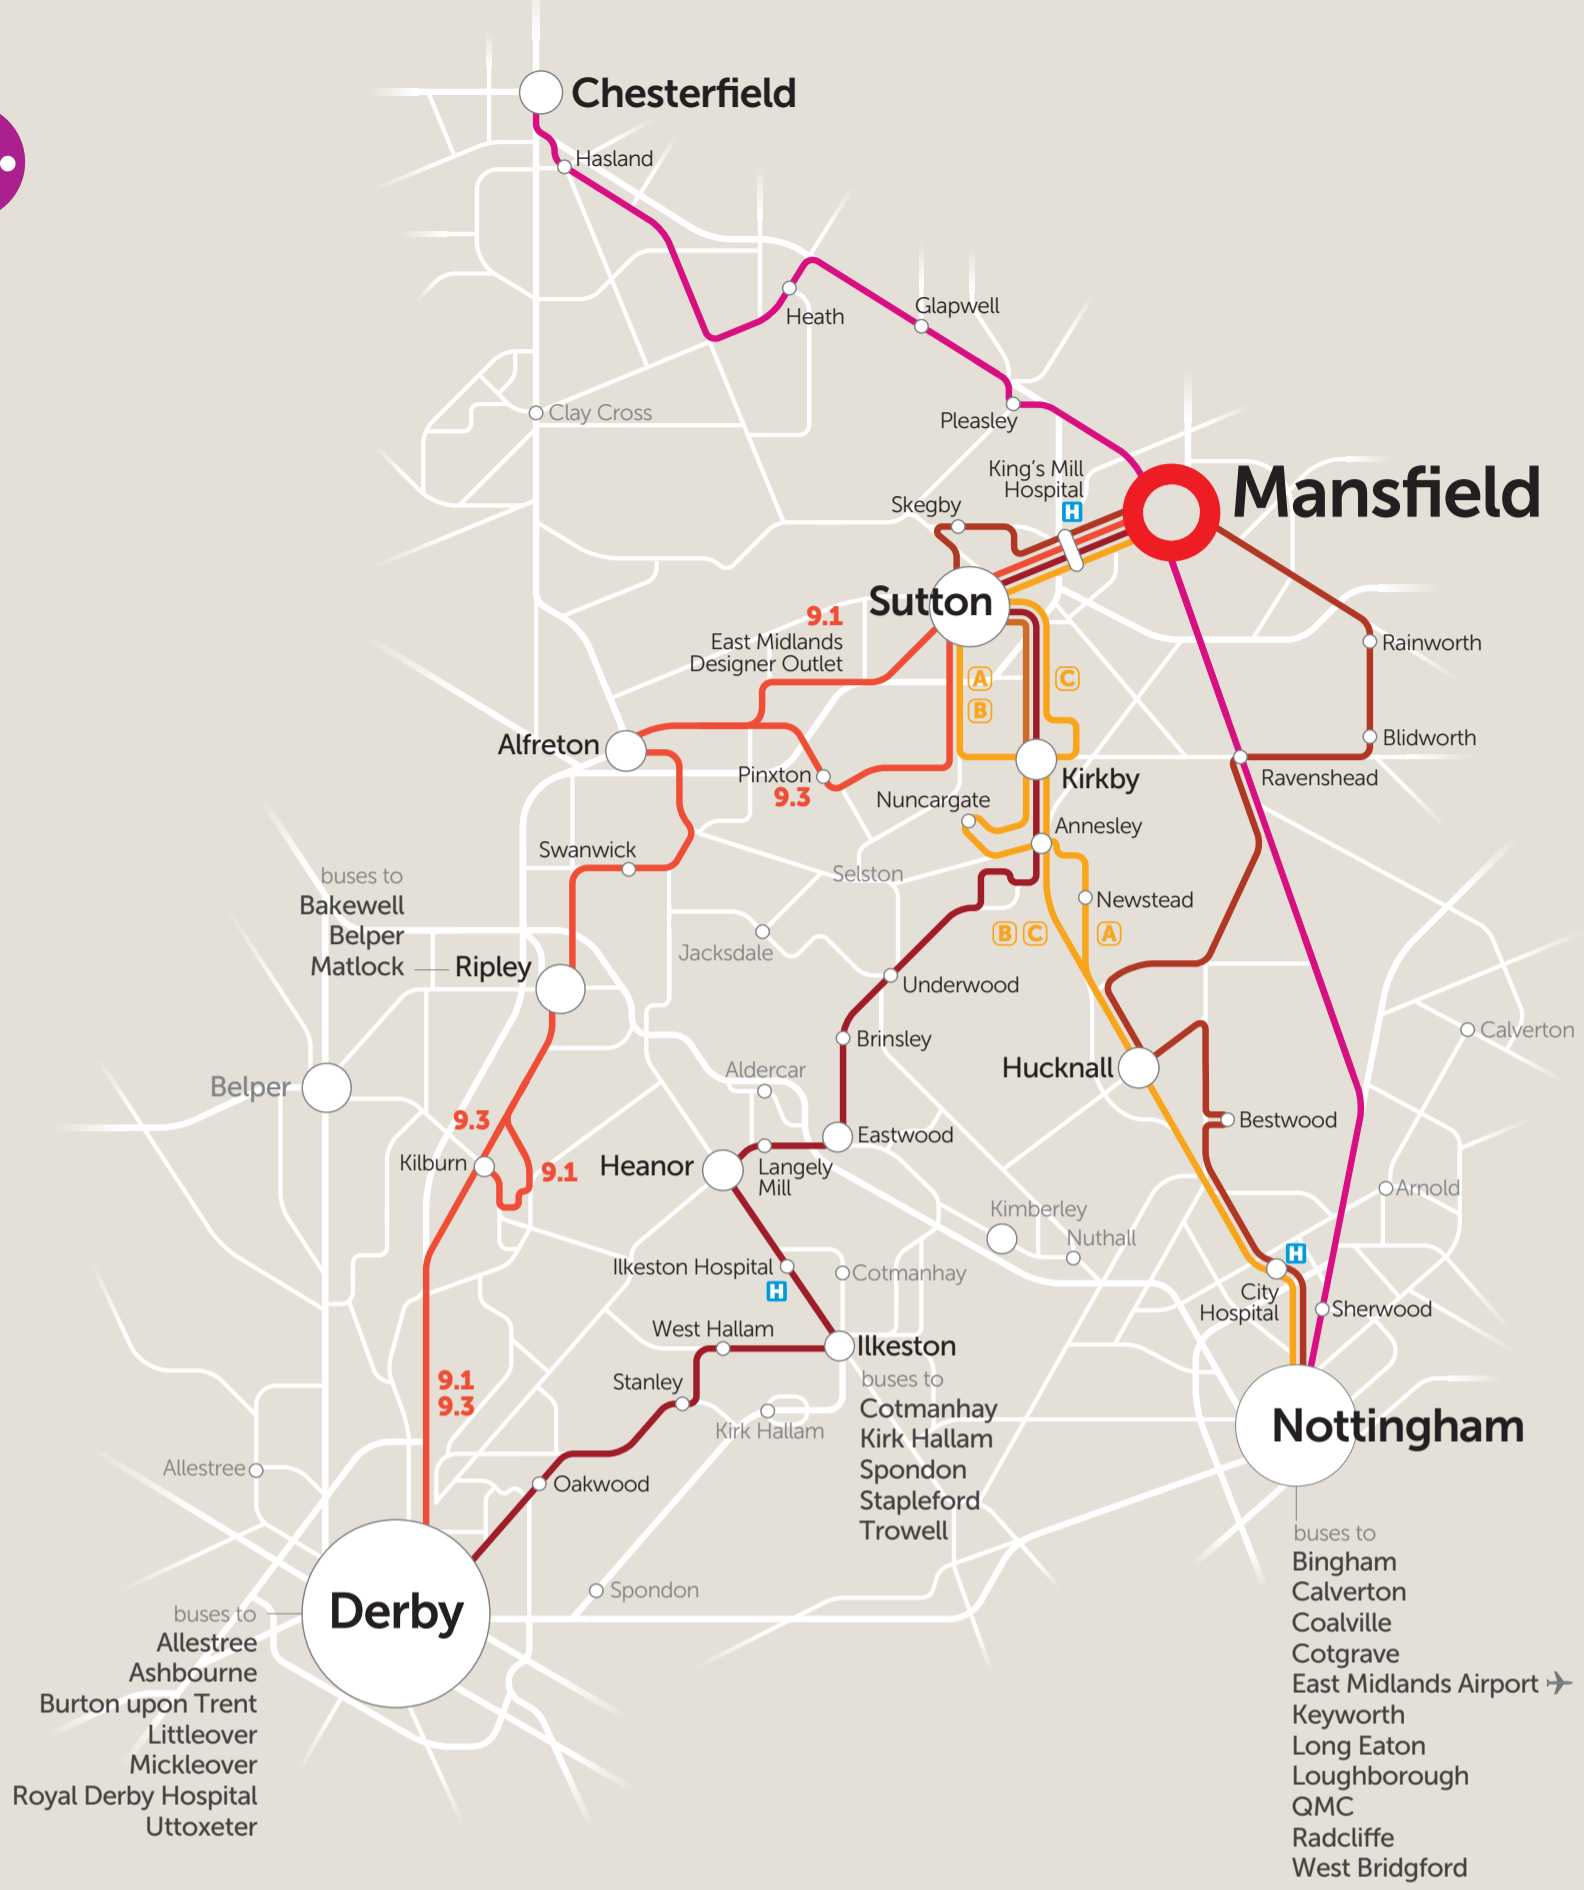 Chesterfield
Hasland
Heath
Glapwell
Clay Cross
Pleasley
King's Mill
Hospital
H
Mansfield
Skegby
Sutton
9.1
East Midlands
Designer Outlet
A
B
C
Rainworth
Blidworth
Ravenshead
Alfreton
Pinxton
9.3
Kirkby
Nuncargate
Annesley
Swanwick
Selston
Newstead
B C
A
buses to
Bakewell
Belper
Matlock
Ripley
Jacksdale
Underwood
Brinsley
Calverton
Hucknall
Belper
Aldercar
9.3
Bestwood
Eastwood
Kilburn
9.1
Heanor
Langely
Mill
Arnold
Kimberley
Nuthall
Ilkeston Hospital
H
Cotmanhay
H
City
Hospital
Sherwood
West Hallam
Ilkeston
buses to
Cotmanhay
Kirk Hallam
Spondon
Stapleford
Trowell
9.1
9.3
Stanley
Kirk Hallam
Nottingham
Allestree
Oakwood
buses to
Bingham
Calverton
Coalville
Cotgrave
East Midlands Airport
Keyworth
Long Eaton
Loughborough
QMC
Radcliffe
West Bridgford
Spondon
Derby
buses to
Allestree
Ashbourne
Burton upon Trent
Littleover
Mickleover
Royal Derby Hospital
Uttoxeter